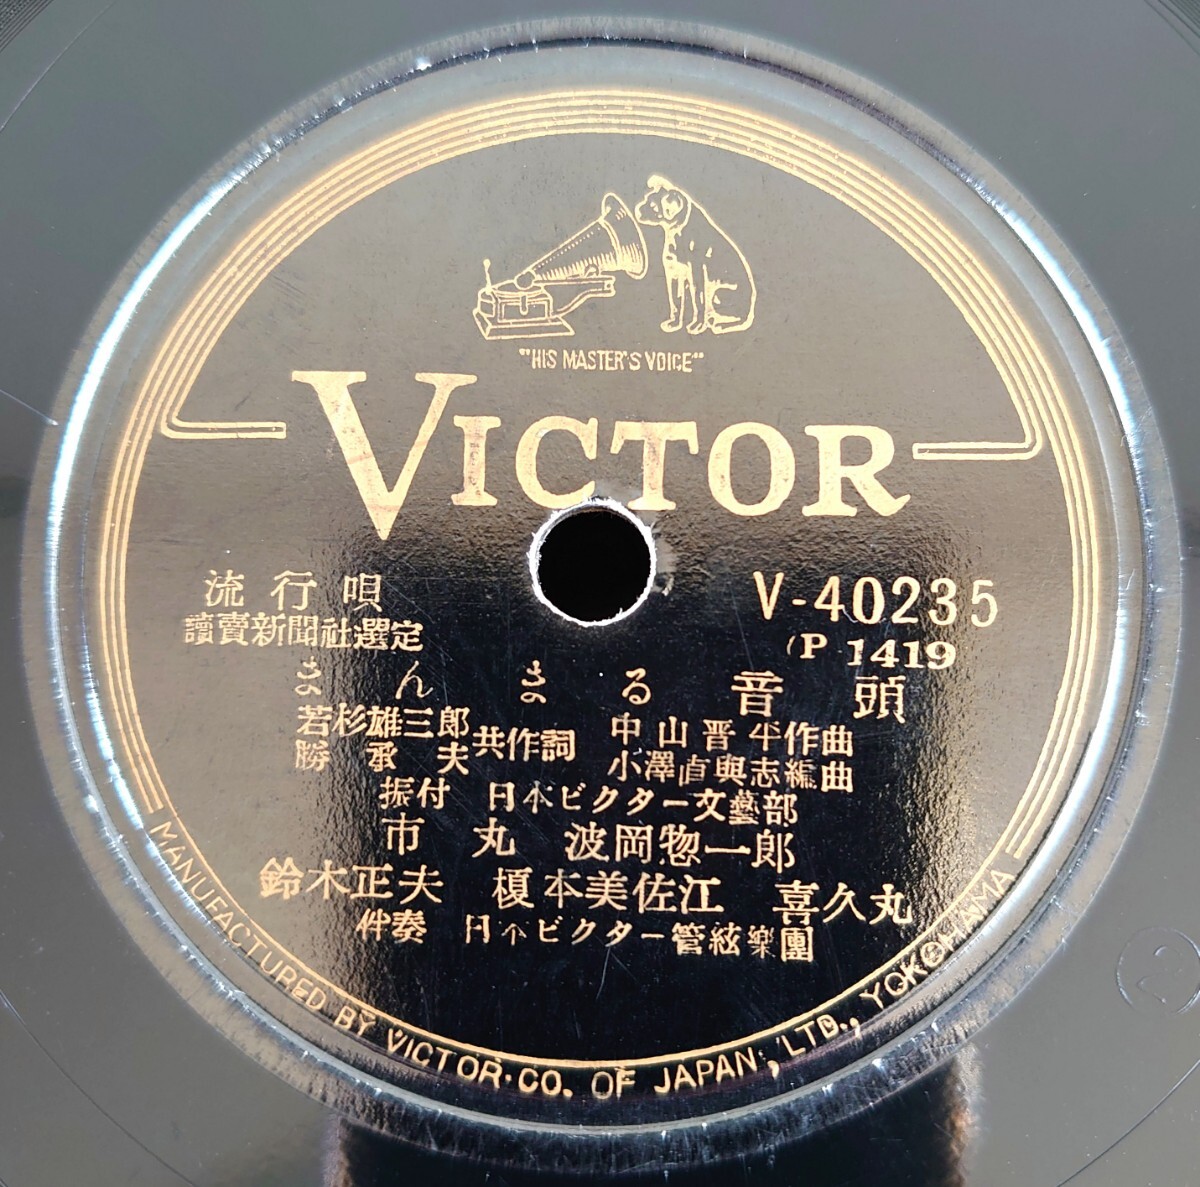 "HIS MASTER'S VOICE"
VICTOR
流行唄
讀賣新聞社選定
V-40235
(P 1419
さんまる音頭
若杉雄三郎
勝承夫
共作詞
中山晋平作曲
小澤直與志編曲
振付 日本ビクター文藝部
市丸 波岡惣一郎
鈴木正夫 榎本美佐江 喜久丸
伴奏 日本ビクター管絃樂團
MANUFACTURED BY VICTOR·CO. OF JAPAN, LTD., YOKOHAMA
2